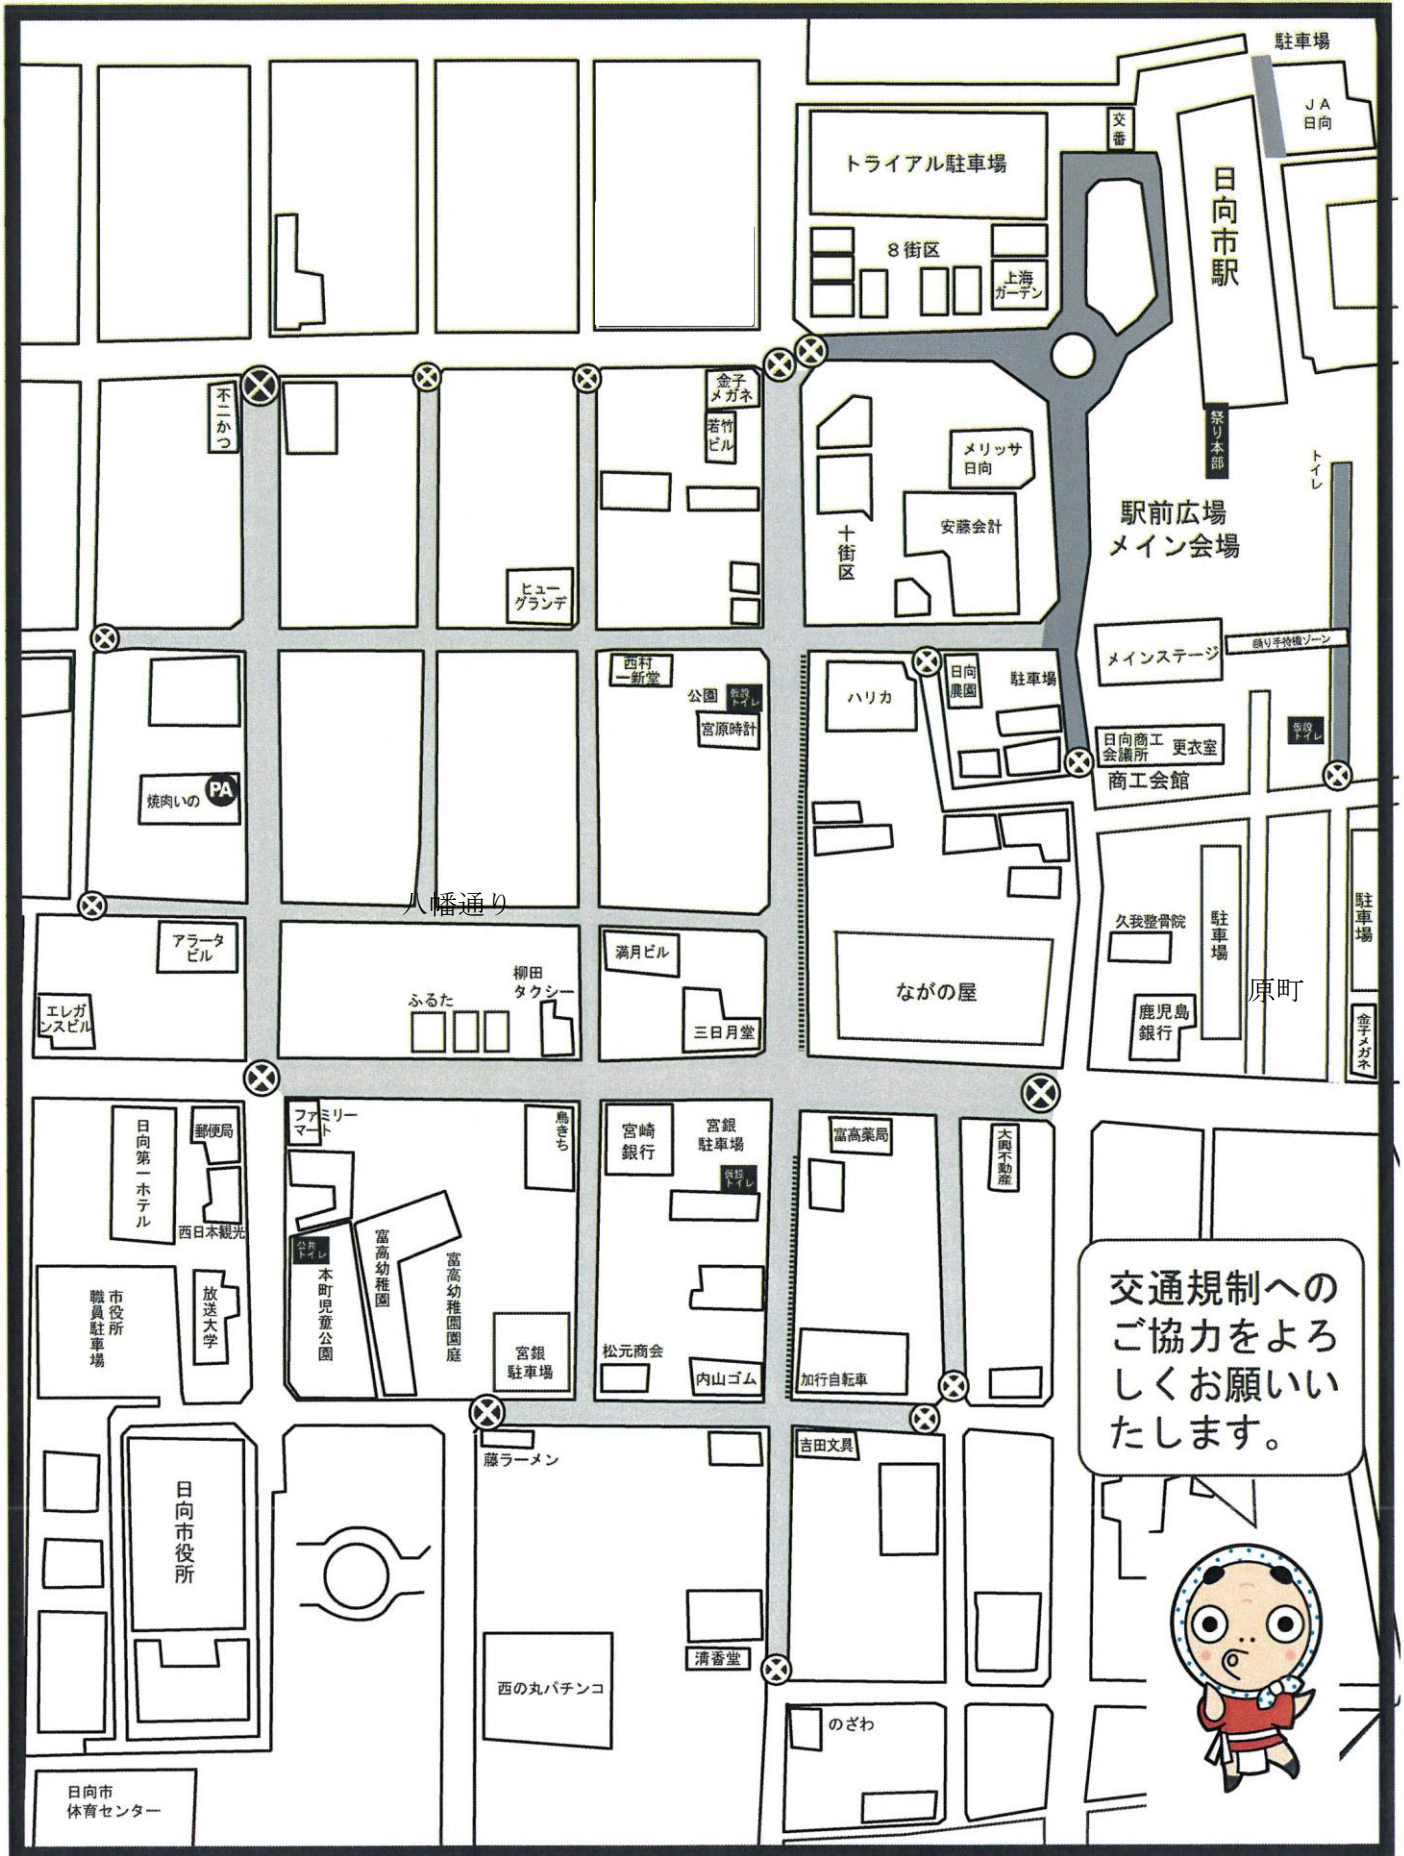 駐車場
JA
日向
交番
トライアル駐車場
日向市駅
8街区
上海
ガーデン
不二かつ
金子
メガネ
若竹
ビル
祭り本部
メリッサ
日向
トイレ
駅前広場
メイン会場
安藤会計
十街区
ヒュー
グランデ
メインステージ
踊り手待機ゾーン
西村
一新堂
公園
仮設
トイレ
宮原時計
ハリカ
日向
農園
駐車場
日向商工
会議所
更衣室
商工会館
仮設
トイレ
焼肉いの
PA
八幡通り
アラータ
ビル
満月ビル
久我整骨院
駐車場
駐車場
柳田
タクシー
ふるた
ながの屋
原町
エレガ
ンスビル
三日月堂
鹿児島
銀行
金子メガネ
日向第一ホテル
郵便局
ファミリー
マート
鳥きち
宮崎
銀行
宮銀
駐車場
仮設
トイレ
富高薬局
大興不動産
西日本観光
公共
トイレ
本町児童公園
富高幼稚園
富高幼稚園園庭
市役所
職員駐車場
放送大学
宮銀
駐車場
松元商会
内山ゴム
加行自転車
交通規制への
ご協力をよろ
しくお願いい
たします。
藤ラーメン
吉田文具
日向市役所
清香堂
西の丸パチンコ
のざわ
日向市
体育センター